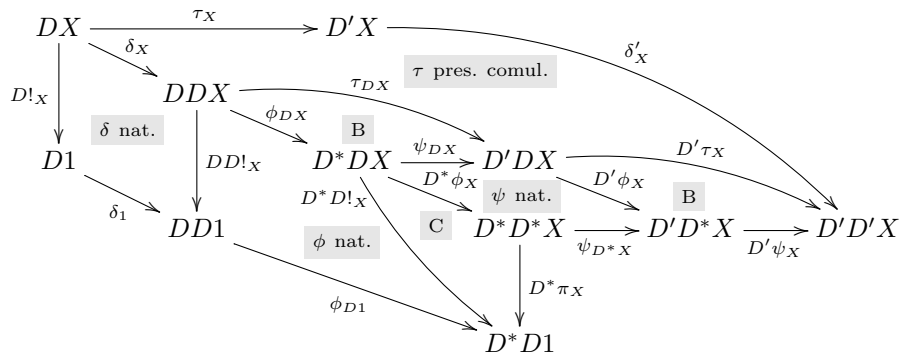 DX τ_X D′X
δ_X δ′_X
τ pres. comul.
D!_X DDX τ_{DX}
δ nat. φ_{DX} B
D1 DD!_X D*DX ψ_{DX} D′DX D′τ_X
D*φ_X D′φ_X
D*D!_X ψ nat. B
δ_1 C
DD1 φ nat. D*D*X ψ_{D*X} D′D*X D′ψ_X D′D′X
φ_{D1} D*π_X
D*D1